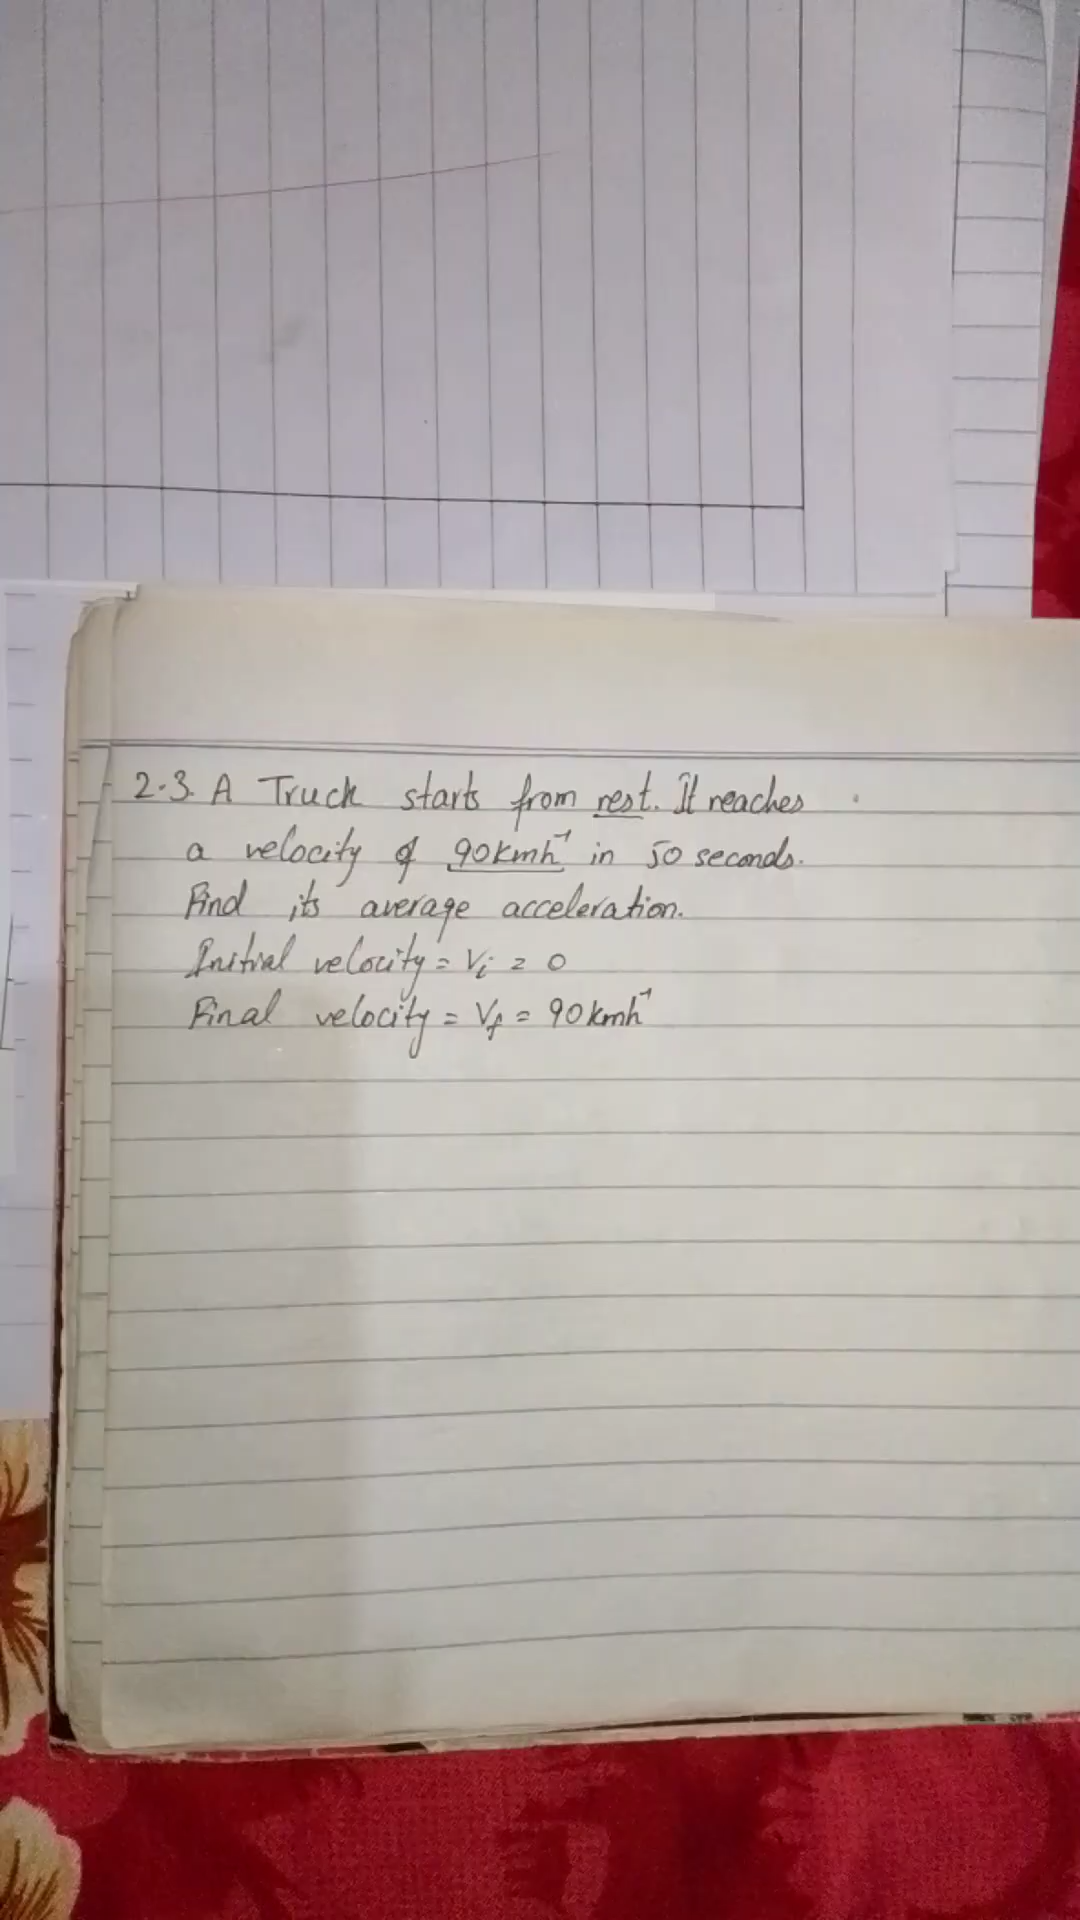 2.3. A Truck starts from rest. It reaches
a velocity of 90kmh⁻¹ in 50 seconds.
Find its average acceleration.
Initial velocity = Vi = 0
Final velocity = Vf = 90kmh⁻¹